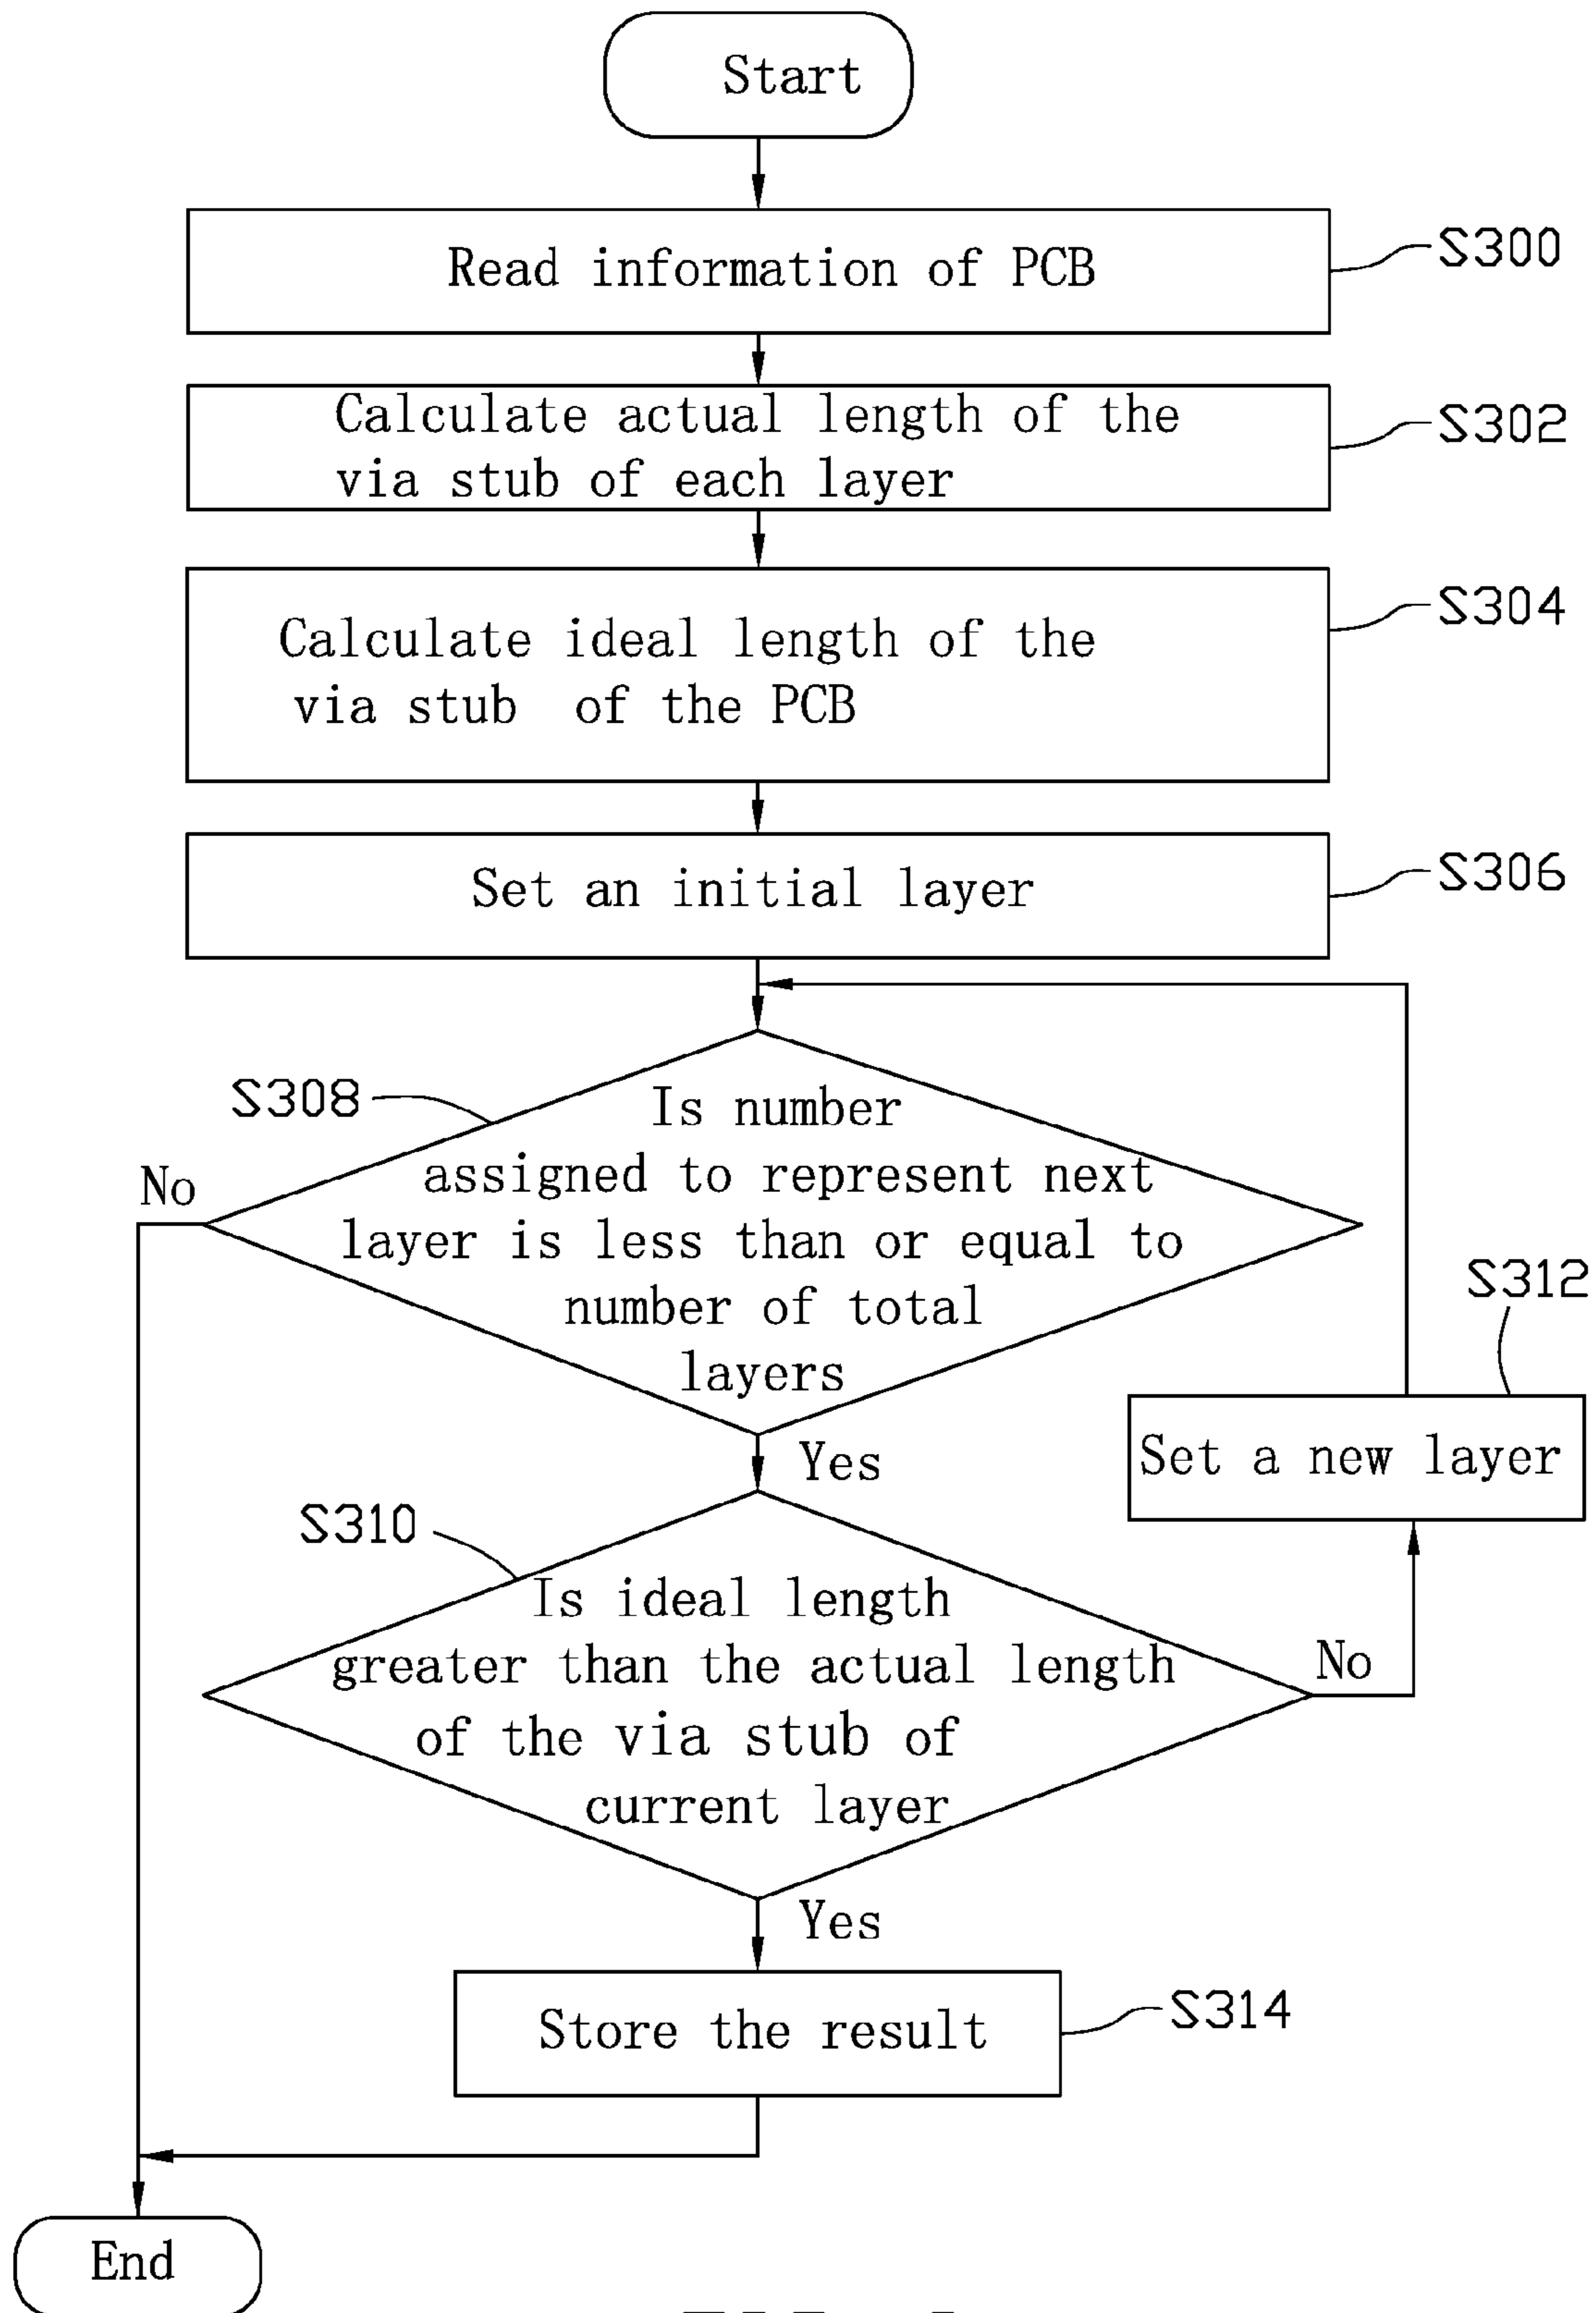 Start
Read information of PCB
S300
Calculate actual length of the
via stub of each layer
S302
Calculate ideal length of the
via stub of the PCB
S304
Set an initial layer
S306
S308
Is number
assigned to represent next
layer is less than or equal to
number of total
layers
No
Yes
S312
Set a new layer
S310
Is ideal length
greater than the actual length
of the via stub of
current layer
No
Yes
Store the result
S314
End